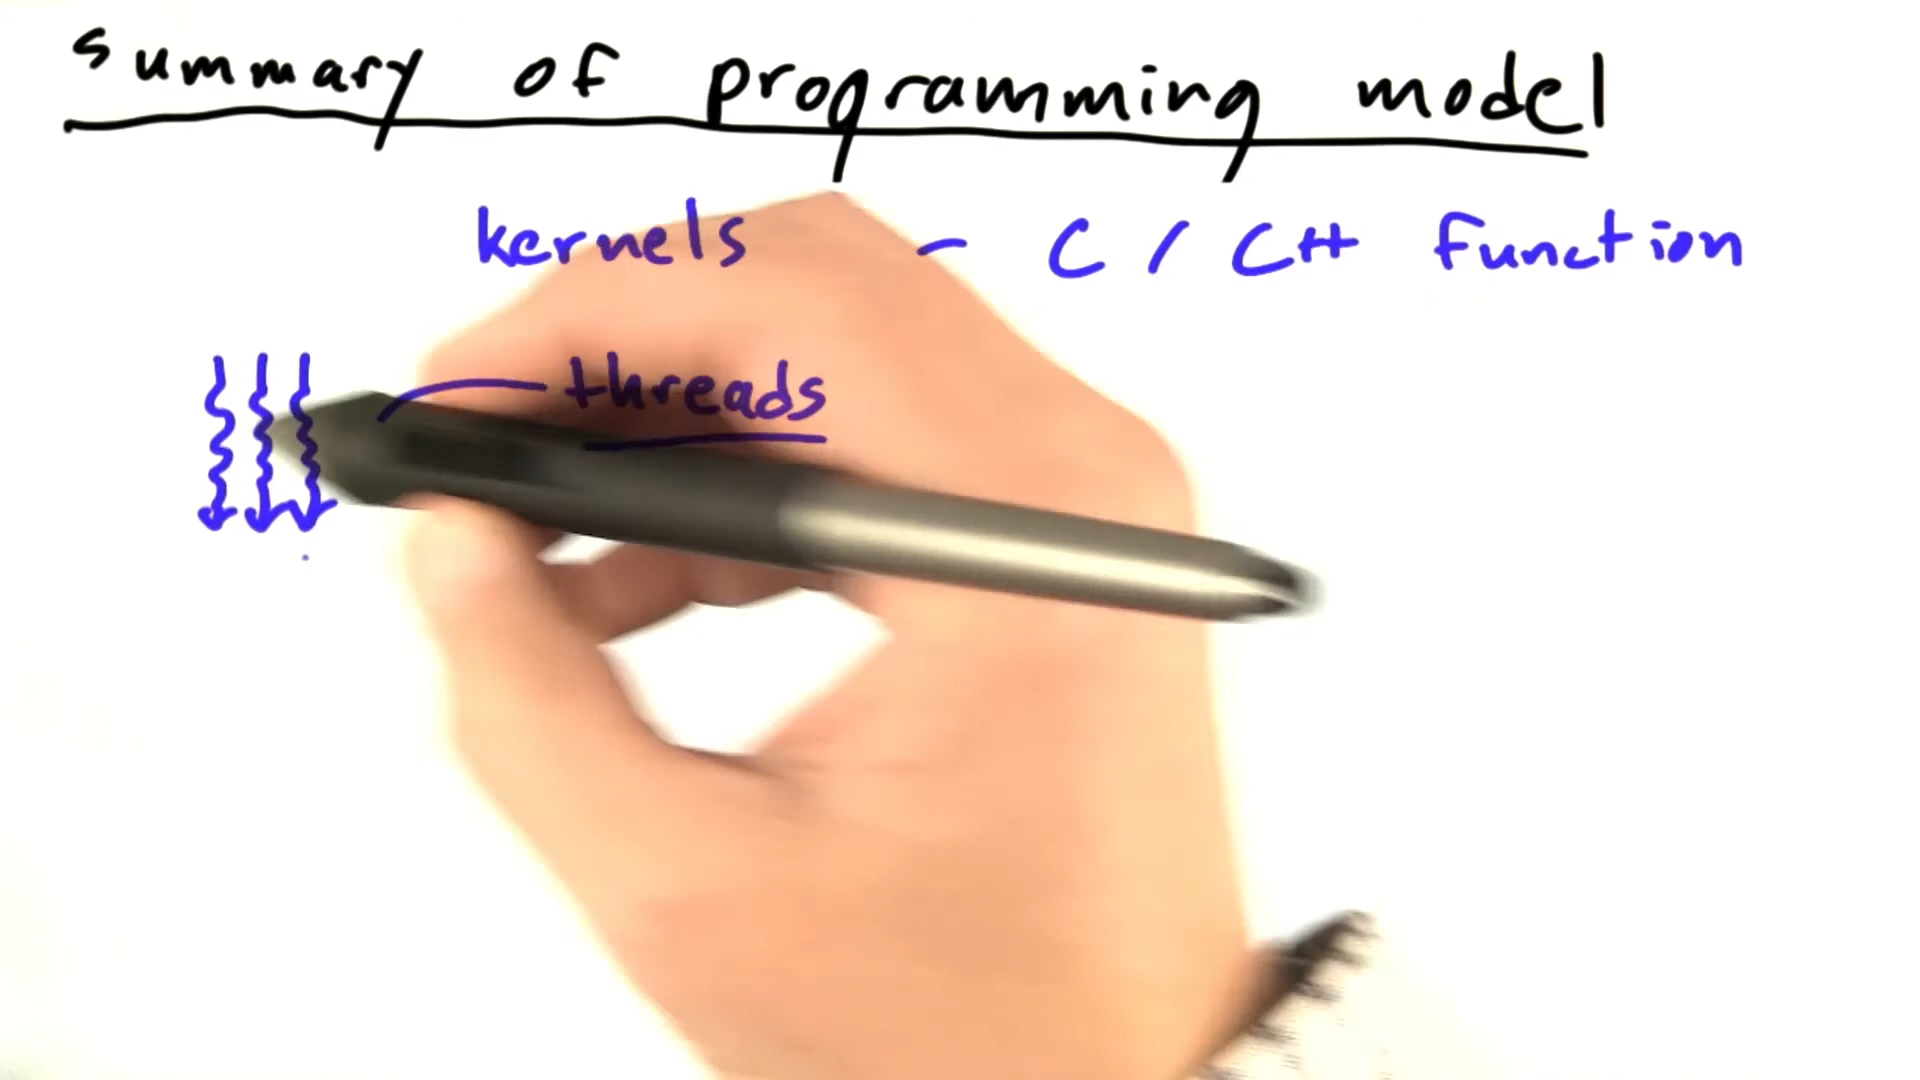 summary of programming model
kernels - C / C++ function
threads